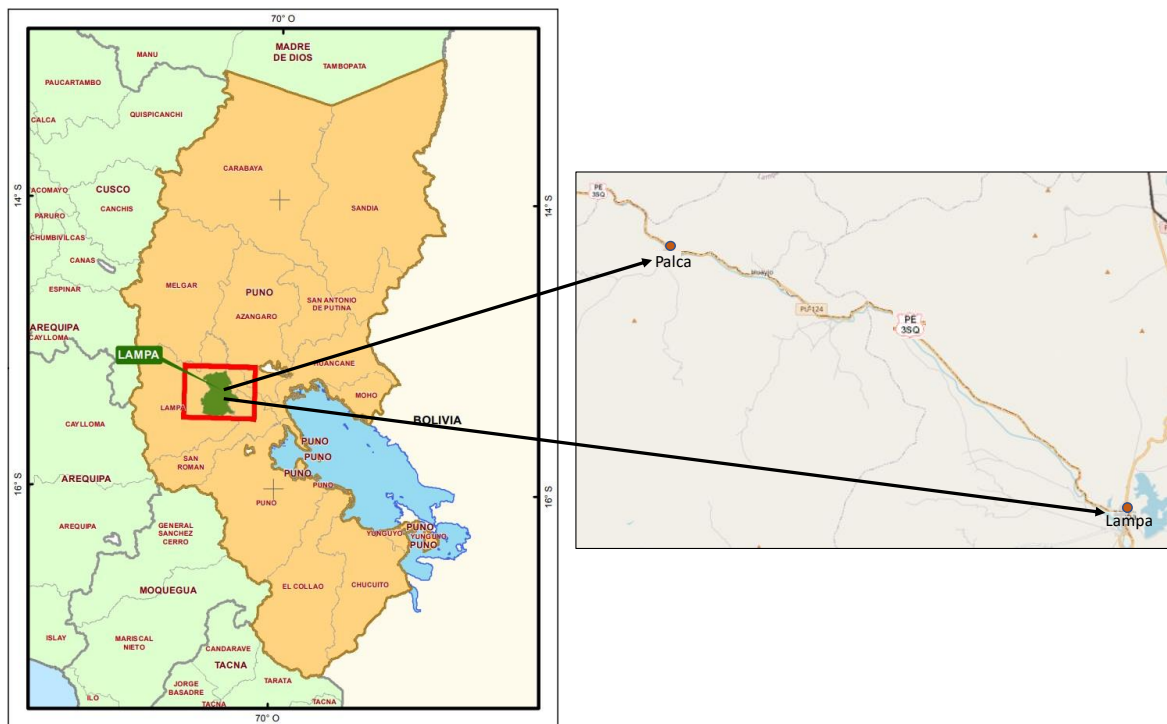 70° O
MADRE
DE DIOS
MANU
TAMBOPATA
PAUCARTAMBO
CALCA
QUISPICANCHI
CARABAYA
14° S
14° S
CUSCO
ACOMAYO
CANCHIS
SANDIA
PARURO
CHUMBIVILCAS
CANAS
ESPINAR
MELGAR
PUNO
SAN ANTONIO
DE PUTINA
AZANGARO
AREQUIPA
CAYLLOMA
LAMPA
HUANCANE
LAMPA
MOHO
BOLIVIA
CAYLLOMA
PUNO
SAN
ROMAN
PUNO
PUNO
PUNO
AREQUIPA
16° S
16° S
PUNO
AREQUIPA
GENERAL
SANCHEZ
CERRO
PUNO
YUNGUYO
YUNGUYO
PUNO
MOQUEGUA
EL COLLAO
CHUCUITO
ISLAY
MARISCAL
NIETO
CANDARAVE
TACNA
TARATA
JORGE
BASADRE
ILO
TACNA
TACNA
70° O
PE
3SQ
Palca
PU-124
PE
3SQ
Lampa